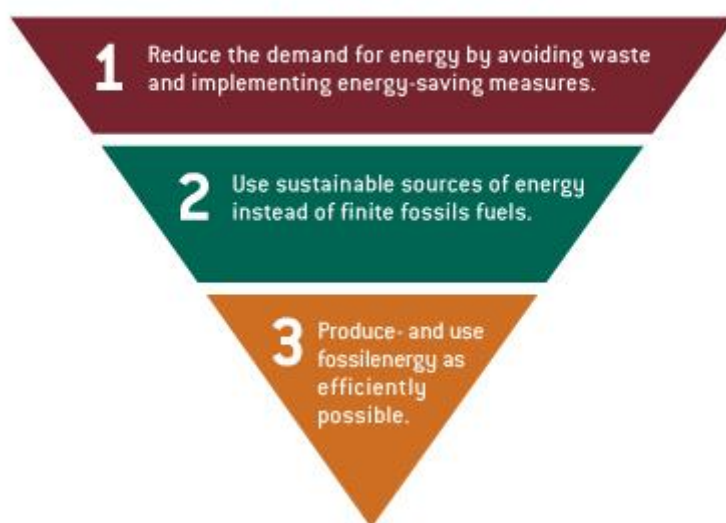 1
Reduce the demand for energy by avoiding waste
and implementing energy-saving measures.
2
Use sustainable sources of energy
instead of finite fossils fuels.
3
Produce- and use
fossilenergy as
efficiently
possible.